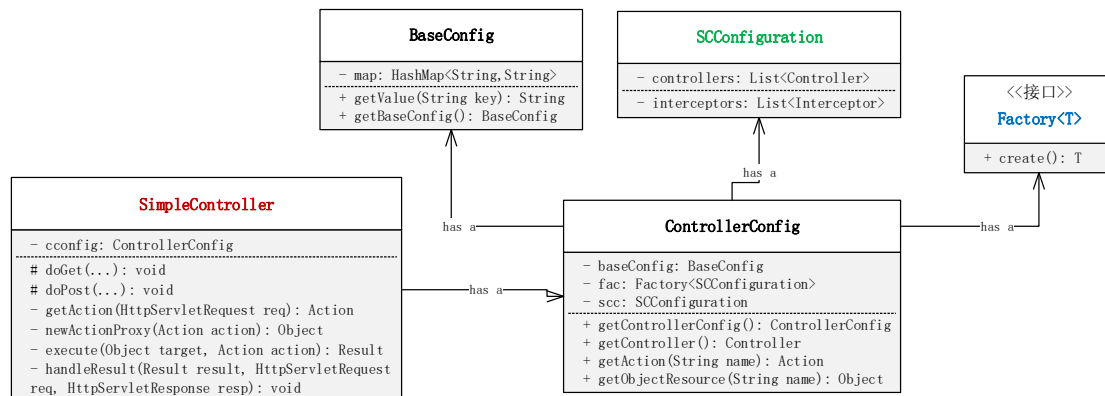 BaseConfig
- map: HashMap<String,String>
+ getValue(String key): String
+ getBaseConfig(): BaseConfig
SCConfiguration
- controllers: List<Controller>
- interceptors: List<Interceptor>
<<接口>>
Factory<T>
+ create(): T
has a
has a
has a
SimpleController
- cconfig: ControllerConfig
# doGet(...): void
# doPost(...): void
- getAction(HttpServletRequest req): Action
- newActionProxy(Action action): Object
- execute(Object target, Action action): Result
- handleResult(Result result, HttpServletRequest
req, HttpServletResponse resp): void
has a
ControllerConfig
- baseConfig: BaseConfig
- fac: Factory<SCConfiguration>
- scc: SCConfiguration
+ getControllerConfig(): ControllerConfig
+ getController(): Controller
+ getAction(String name): Action
+ getObjectResource(String name): Object